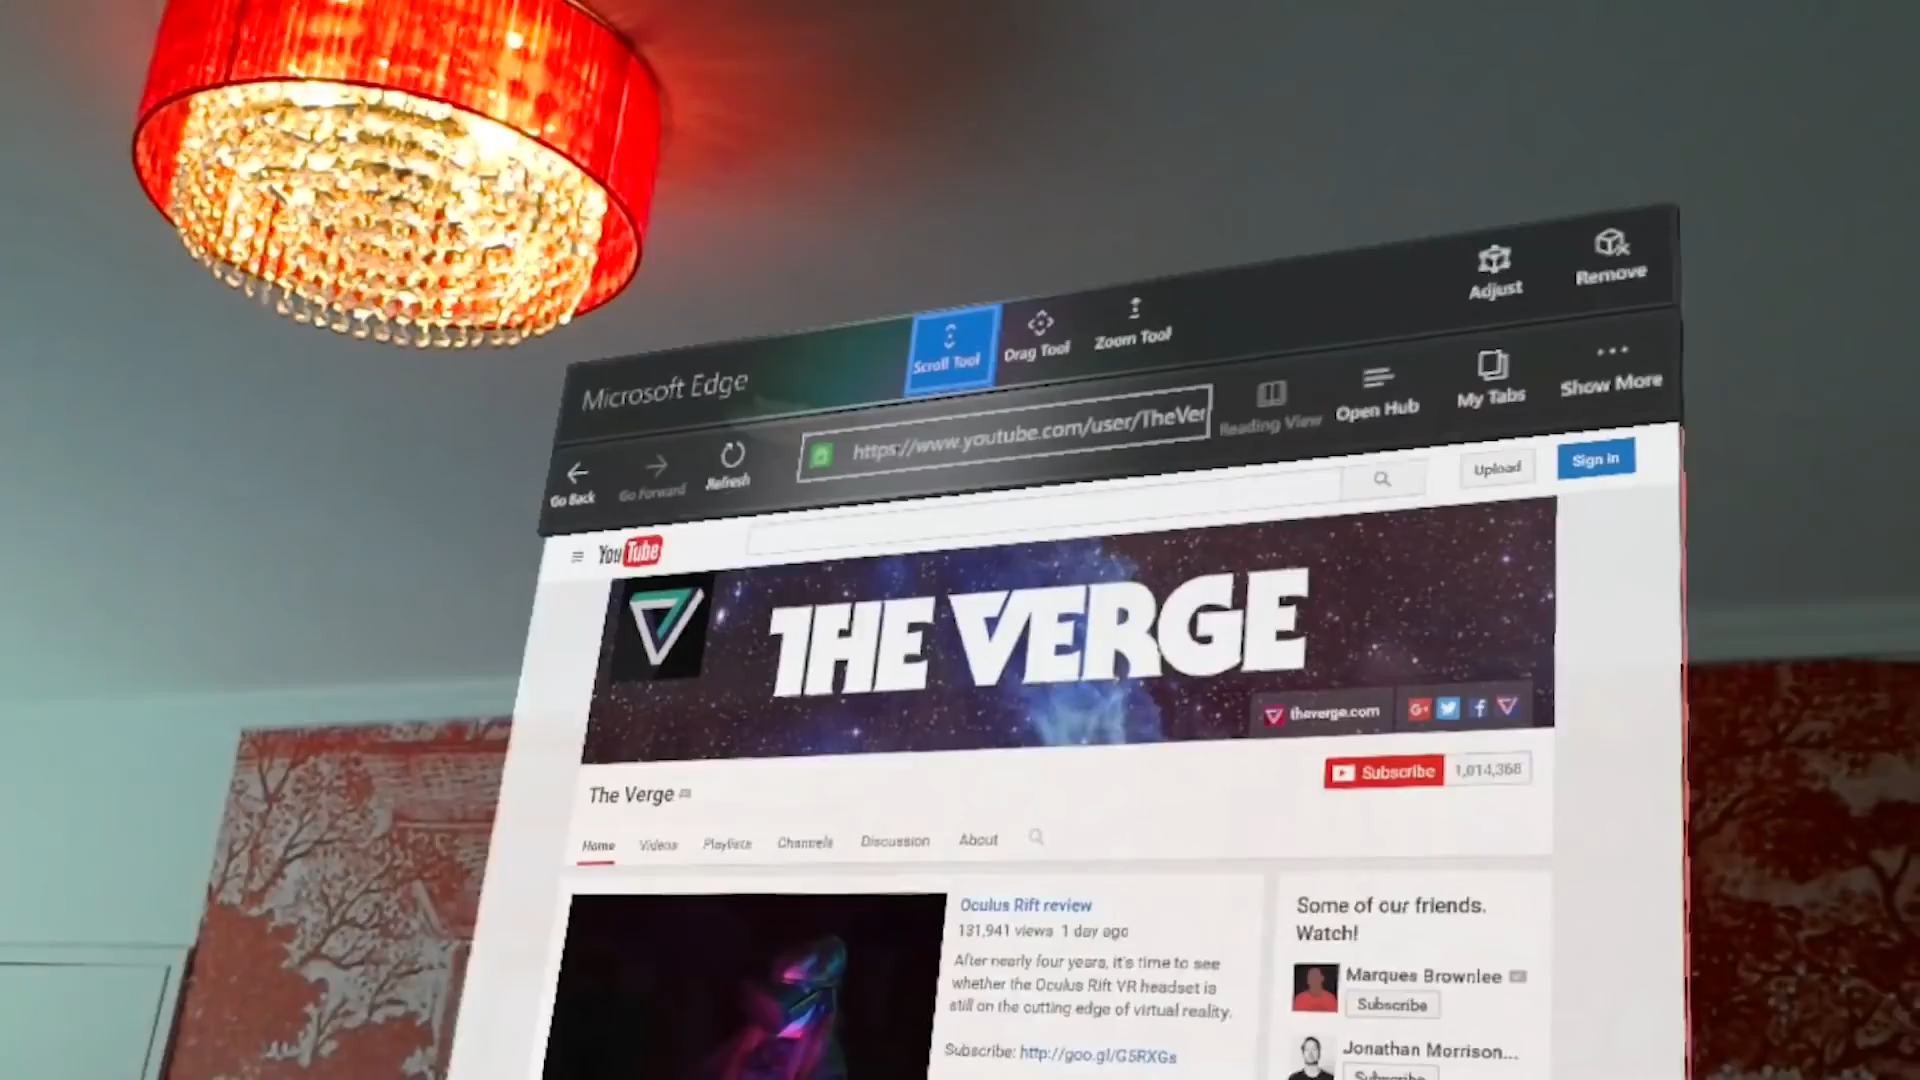 Adjust
Remove
Scroll Tool
Drag Tool
Zoom Tool
Microsoft Edge
Go Back
Go Forward
Refresh
https://www.youtube.com/user/TheVer
Reading View
Open Hub
My Tabs
Show More
YouTube
Upload
Sign in
THE VERGE
theverge.com
G+
f
The Verge
Subscribe
1,014,368
Home
Videos
Playlists
Channels
Discussion
About
Oculus Rift review
131,941 views 1 day ago
After nearly four years, it's time to see
whether the Oculus Rift VR headset is
still on the cutting edge of virtual reality.
Subscribe: http://goo.gl/G5RXGs
Some of our friends.
Watch!
Marques Brownlee
Subscribe
Jonathan Morrison...
Subscribe